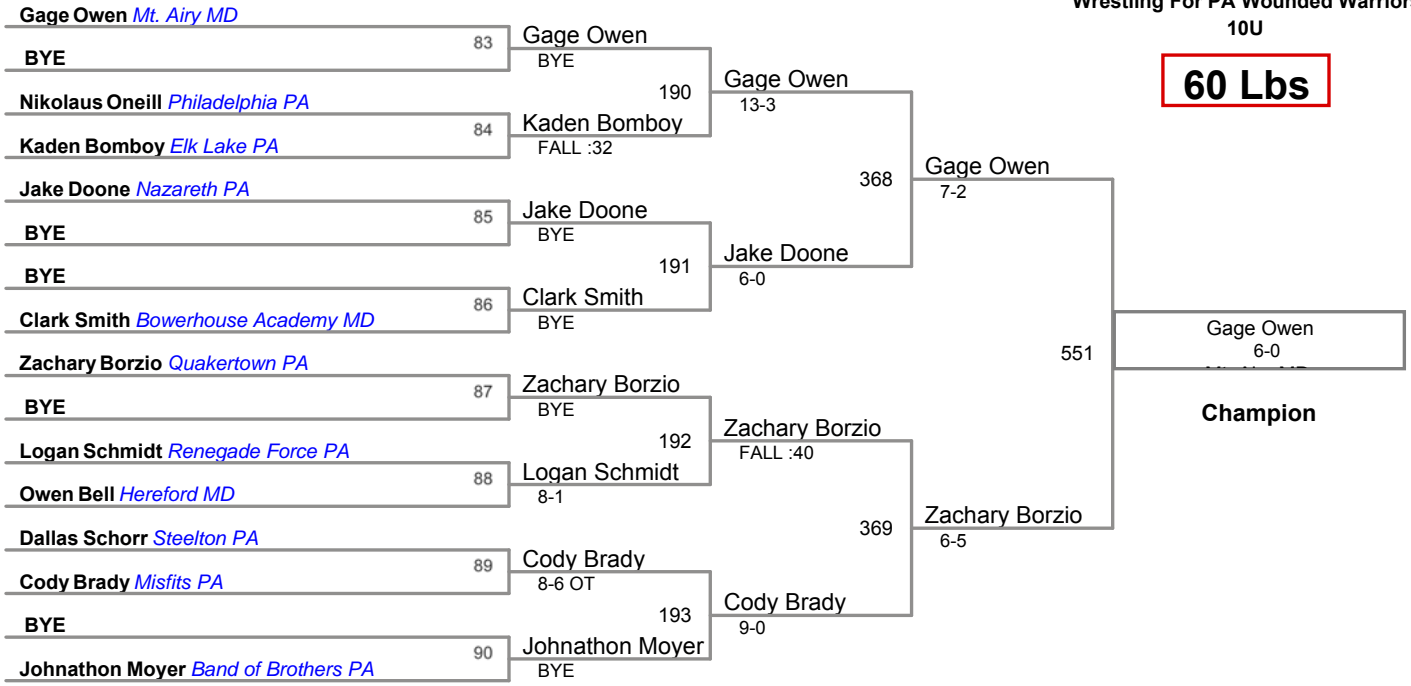 Wrestling For PA Wounded Warriors
10U
60 Lbs
Gage Owen Mt. Airy MD
83
BYE
Nikolaus Oneill Philadelphia PA
84
Kaden Bomboy Elk Lake PA
Jake Doone Nazareth PA
85
BYE
BYE
86
Clark Smith Bowerhouse Academy MD
Zachary Borzio Quakertown PA
87
BYE
Logan Schmidt Renegade Force PA
88
Owen Bell Hereford MD
Dallas Schorr Steelton PA
89
Cody Brady Misfits PA
BYE
90
Johnathon Moyer Band of Brothers PA
Gage Owen
BYE
190
Kaden Bomboy
FALL :32
Jake Doone
BYE
191
Clark Smith
BYE
Zachary Borzio
BYE
192
Logan Schmidt
8-1
Cody Brady
8-6 OT
193
Johnathon Moyer
BYE
Gage Owen
13-3
368
Jake Doone
6-0
Zachary Borzio
FALL :40
369
Cody Brady
9-0
Gage Owen
7-2
551
Zachary Borzio
6-5
Gage Owen
6-0
Champion